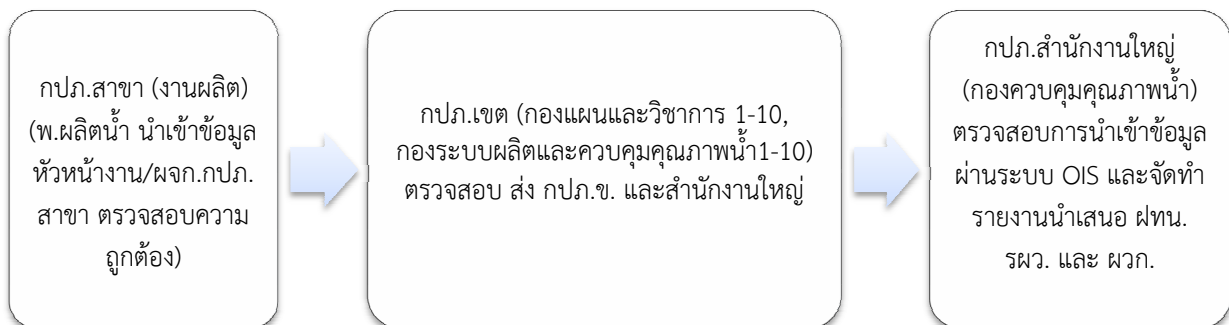 กปภ.สาขา (งานผลิต)
(พ.ผลิตน้ำ นำเข้าข้อมูล
หัวหน้างาน/ผจก.กปภ.
สาขา ตรวจสอบความ
ถูกต้อง)
กปภ.เขต (กองแผนและวิชาการ 1-10,
กองระบบผลิตและควบคุมคุณภาพน้ำ1-10)
ตรวจสอบ ส่ง กปภ.ข. และสำนักงานใหญ่
กปภ.สำนักงานใหญ่
(กองควบคุมคุณภาพน้ำ)
ตรวจสอบการนำเข้าข้อมูล
ผ่านระบบ OIS และจัดทำ
รายงานนำเสนอ ฝทน.
รผว. และ ผวก.